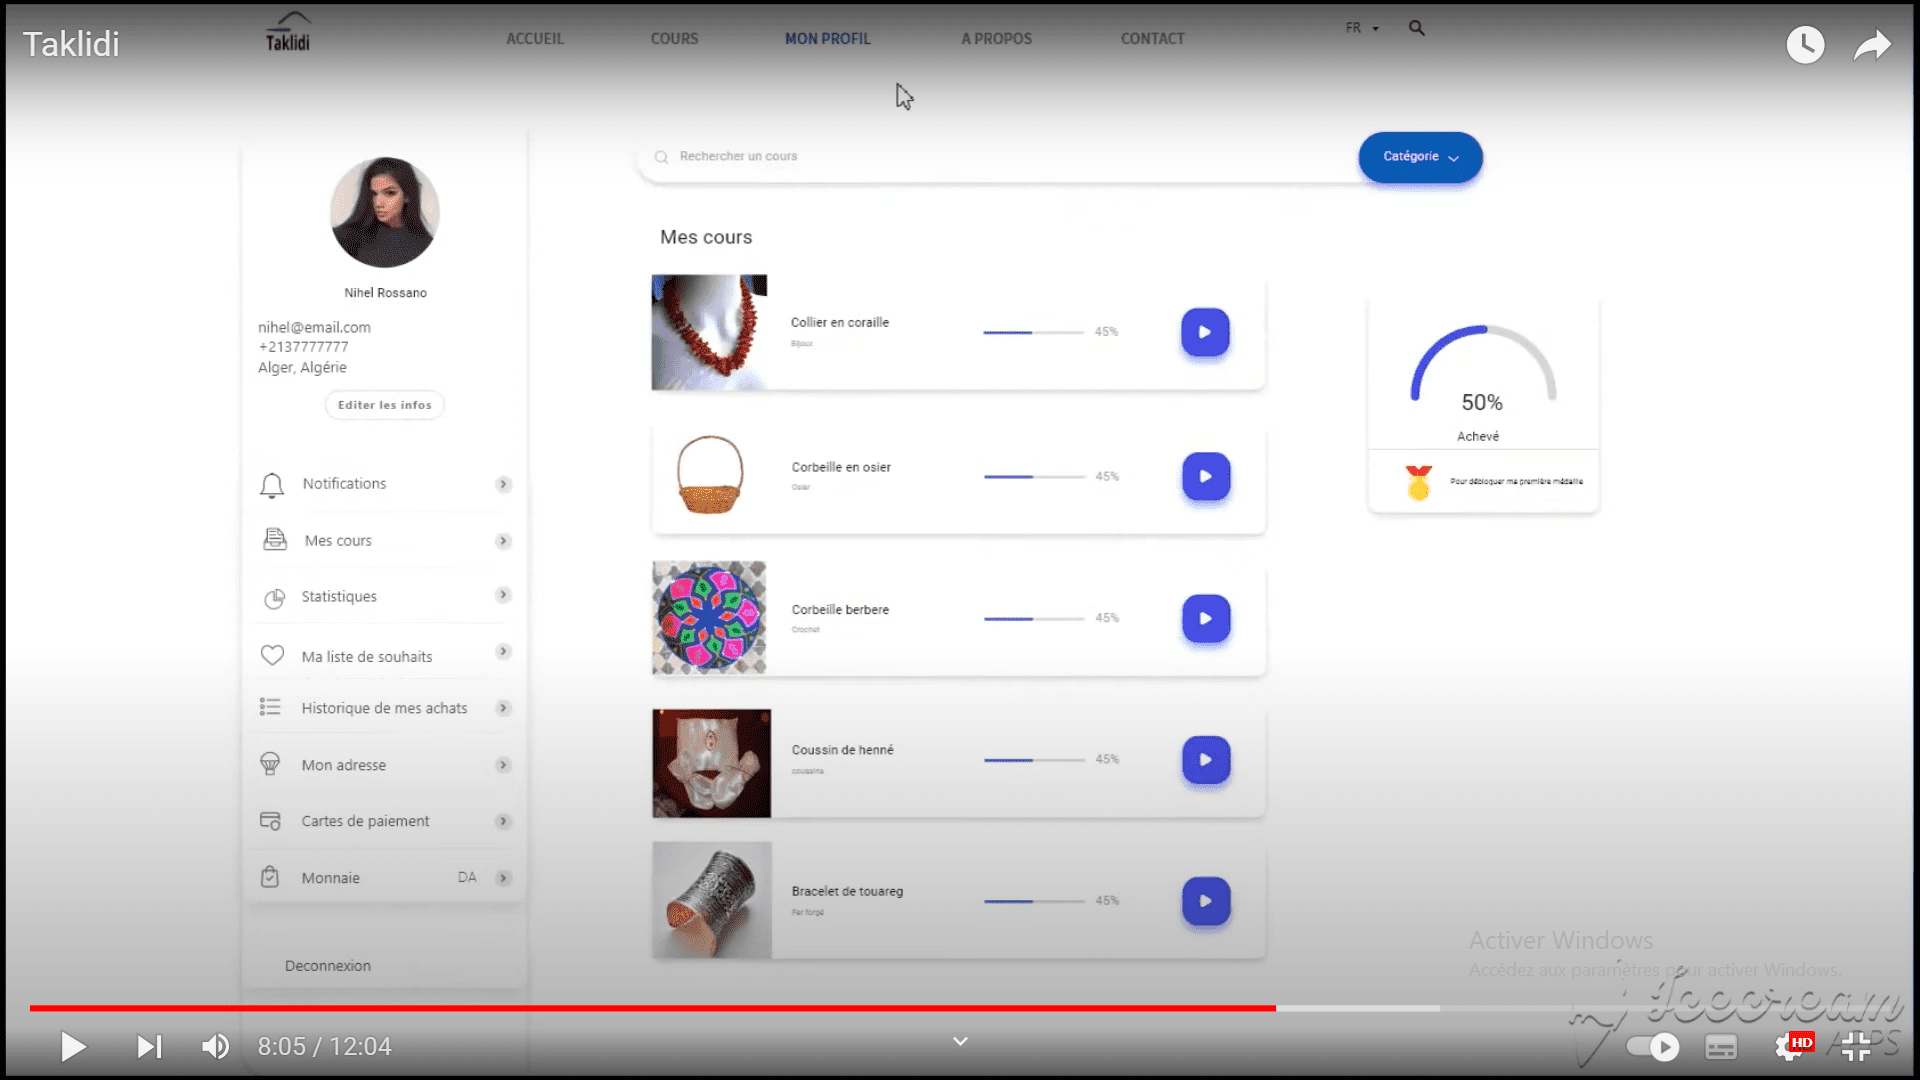 Taklidi
Taklidi
ACCUEIL
COURS
MON PROFIL
A PROPOS
CONTACT
FR
Rechercher un cours
Catégorie
Nihel Rossano
nihel@email.com
+2137777777
Alger, Algérie
Editer les infos
Notifications
Mes cours
Statistiques
Ma liste de souhaits
Historique de mes achats
Mon adresse
Cartes de paiement
Monnaie DA
Deconnexion
Mes cours
Collier en coraille
Bijoux
45%
Corbeille en osier
Osier
45%
Corbeille berbere
Crochet
45%
Coussin de henné
coussins
45%
Bracelet de touareg
Fer forgé
45%
50%
Achevé
Pour débloquer ma première médaille
Activer Windows
Accédez aux paramètres pour activer Windows.
Icecream
APPS
8:05 / 12:04
HD